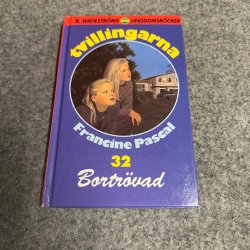 B. WAHLSTRÖMS UNGDOMSBÖCKER
tvillingarna
Francine Pascal
32
Bortrövad